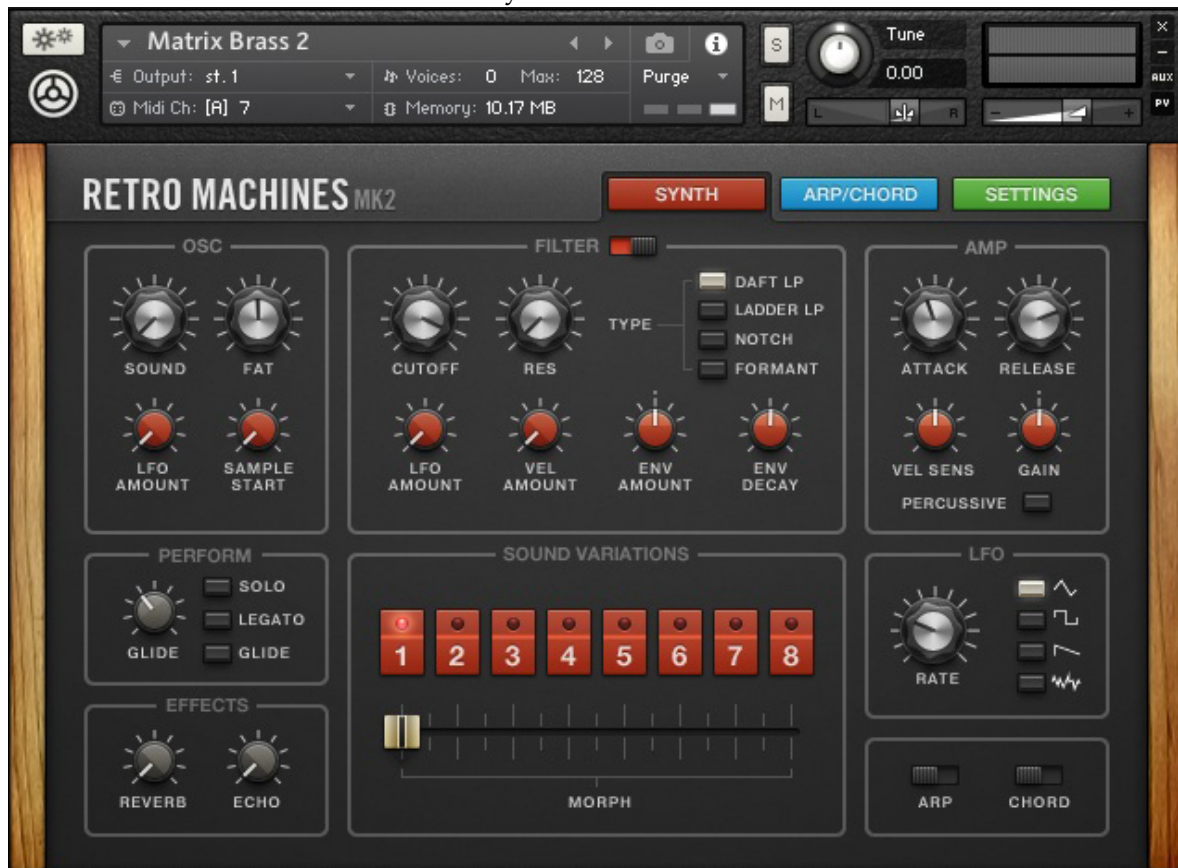 Matrix Brass 2
Output: st.1
Voices: 0 Max: 128
Purge
Midi Ch: [A] 7
Memory: 10.17 MB
i
S
M
Tune
0.00
L R
- +
X
-
AUX
PV
RETRO MACHINES MK2
SYNTH
ARP/CHORD
SETTINGS
OSC
SOUND
FAT
LFO AMOUNT
SAMPLE START
FILTER
CUTOFF
RES
TYPE
DAFT LP
LADDER LP
NOTCH
FORMANT
LFO AMOUNT
VEL AMOUNT
ENV AMOUNT
ENV DECAY
AMP
ATTACK
RELEASE
VEL SENS
GAIN
PERCUSSIVE
PERFORM
GLIDE
SOLO
LEGATO
GLIDE
SOUND VARIATIONS
1 2 3 4 5 6 7 8
MORPH
LFO
RATE
EFFECTS
REVERB
ECHO
ARP
CHORD